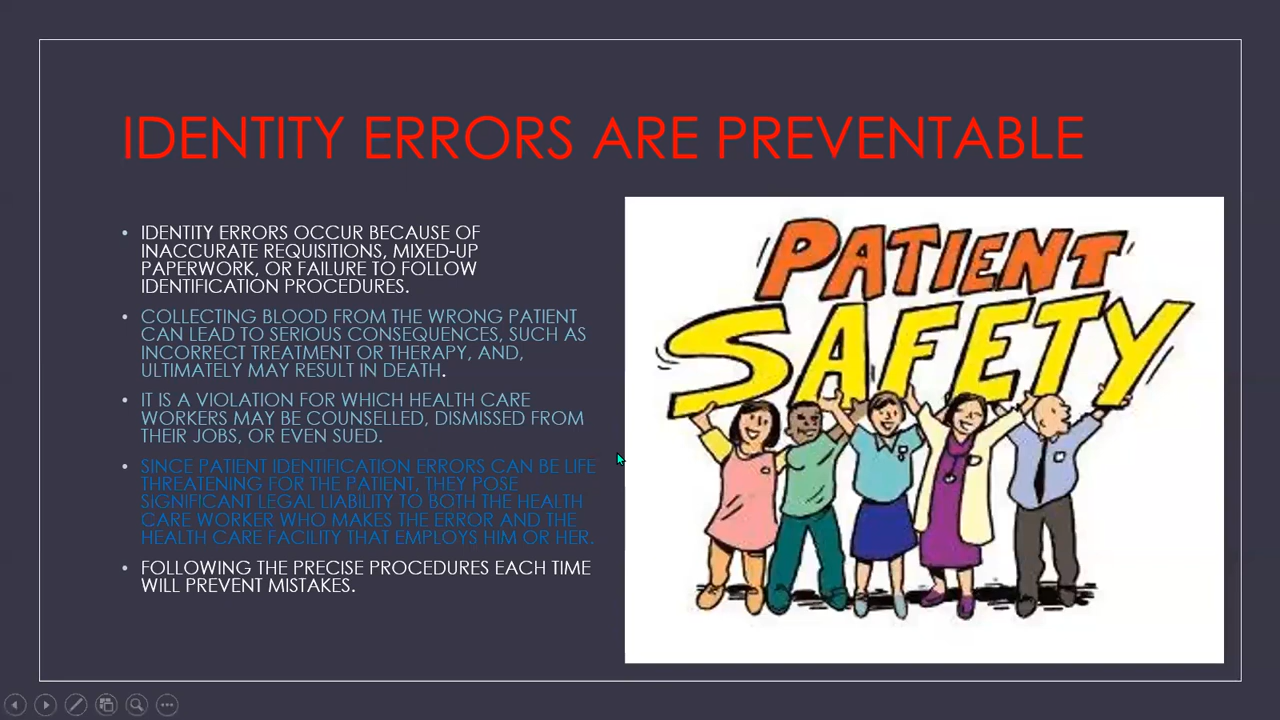 IDENTITY ERRORS ARE PREVENTABLE
• IDENTITY ERRORS OCCUR BECAUSE OF
INACCURATE REQUISITIONS, MIXED-UP
PAPERWORK, OR FAILURE TO FOLLOW
IDENTIFICATION PROCEDURES.
• COLLECTING BLOOD FROM THE WRONG PATIENT
CAN LEAD TO SERIOUS CONSEQUENCES, SUCH AS
INCORRECT TREATMENT OR THERAPY, AND,
ULTIMATELY MAY RESULT IN DEATH.
• IT IS A VIOLATION FOR WHICH HEALTH CARE
WORKERS MAY BE COUNSELLED, DISMISSED FROM
THEIR JOBS, OR EVEN SUED.
• SINCE PATIENT IDENTIFICATION ERRORS CAN BE LIFE
THREATENING FOR THE PATIENT, THEY POSE
SIGNIFICANT LEGAL LIABILITY TO BOTH THE HEALTH
CARE WORKER WHO MAKES THE ERROR AND THE
HEALTH CARE FACILITY THAT EMPLOYS HIM OR HER.
• FOLLOWING THE PRECISE PROCEDURES EACH TIME
WILL PREVENT MISTAKES.
PATIENT
SAFETY